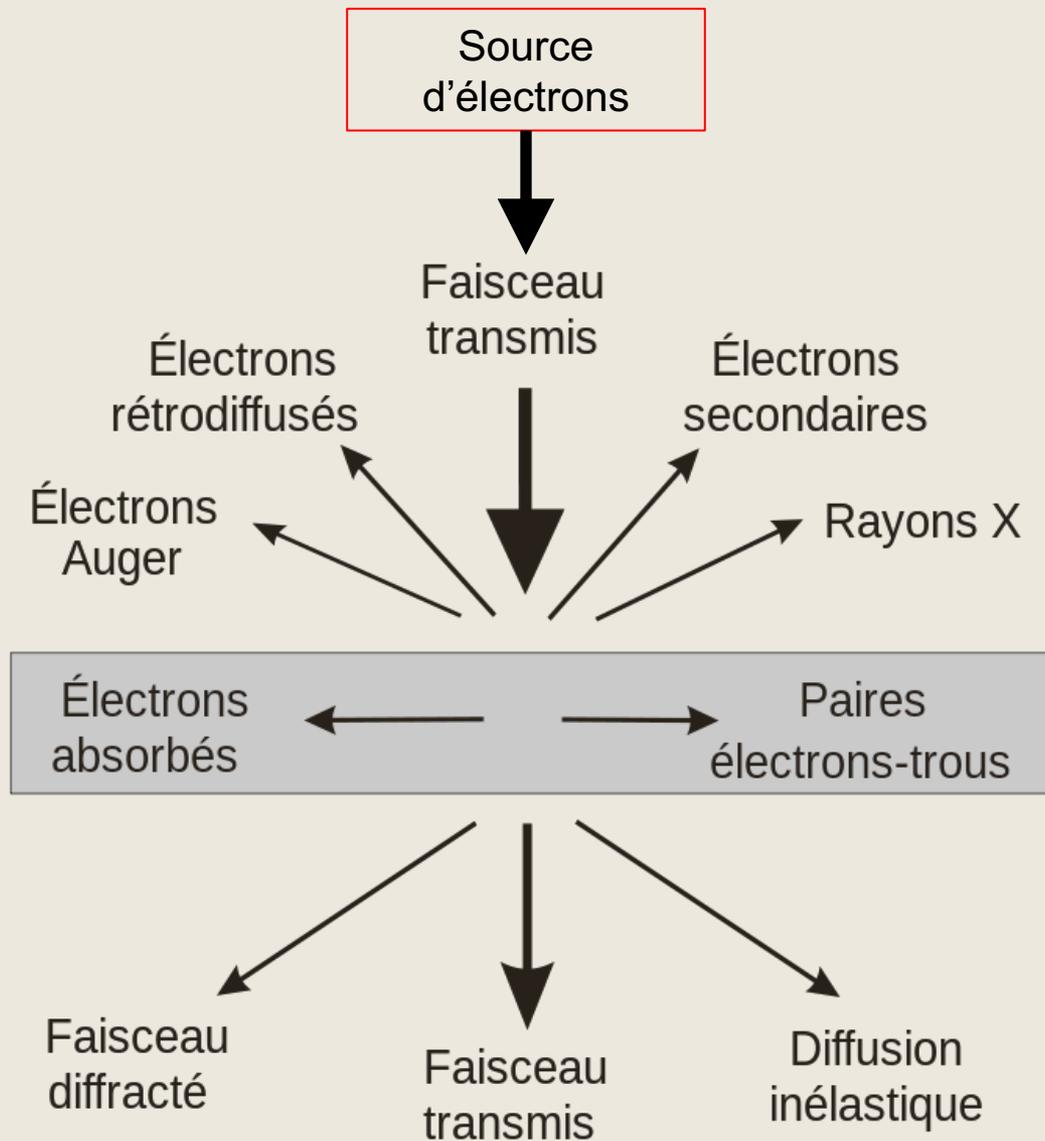 Source
d’électrons
Faisceau
transmis
Électrons
rétrodiffusés
Électrons
secondaires
Électrons
Auger
Rayons X
Électrons
absorbés
Paires
électrons-trous
Faisceau
diffracté
Faisceau
transmis
Diffusion
inélastique